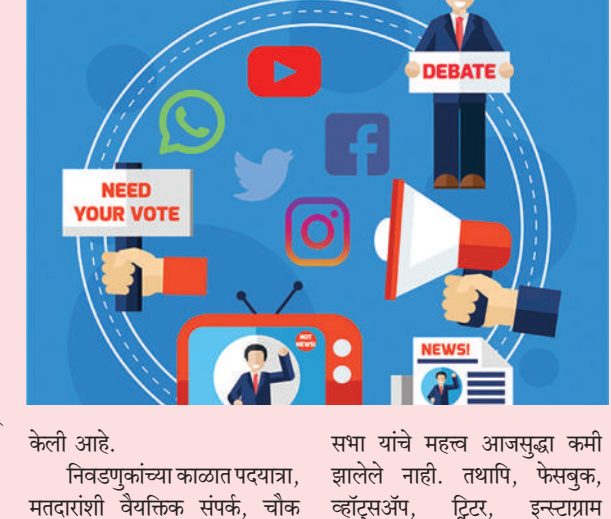 DEBATE
NEED
YOUR VOTE
HOT
NEWS!
NEWS!
केली आहे.
निवडणुकांच्या काळात पदयात्रा,
मतदारांशी वैयक्तिक संपर्क, चौक
सभा यांचे महत्त्व आजसुद्धा कमी
झालेले नाही. तथापि, फेसबुक,
व्हॉट्सॲप, ट्विटर, इन्स्टाग्राम